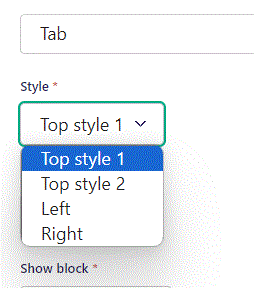 Tab
Style *
Top style 1
Top style 1
Top style 2
Left
Right
Show block *